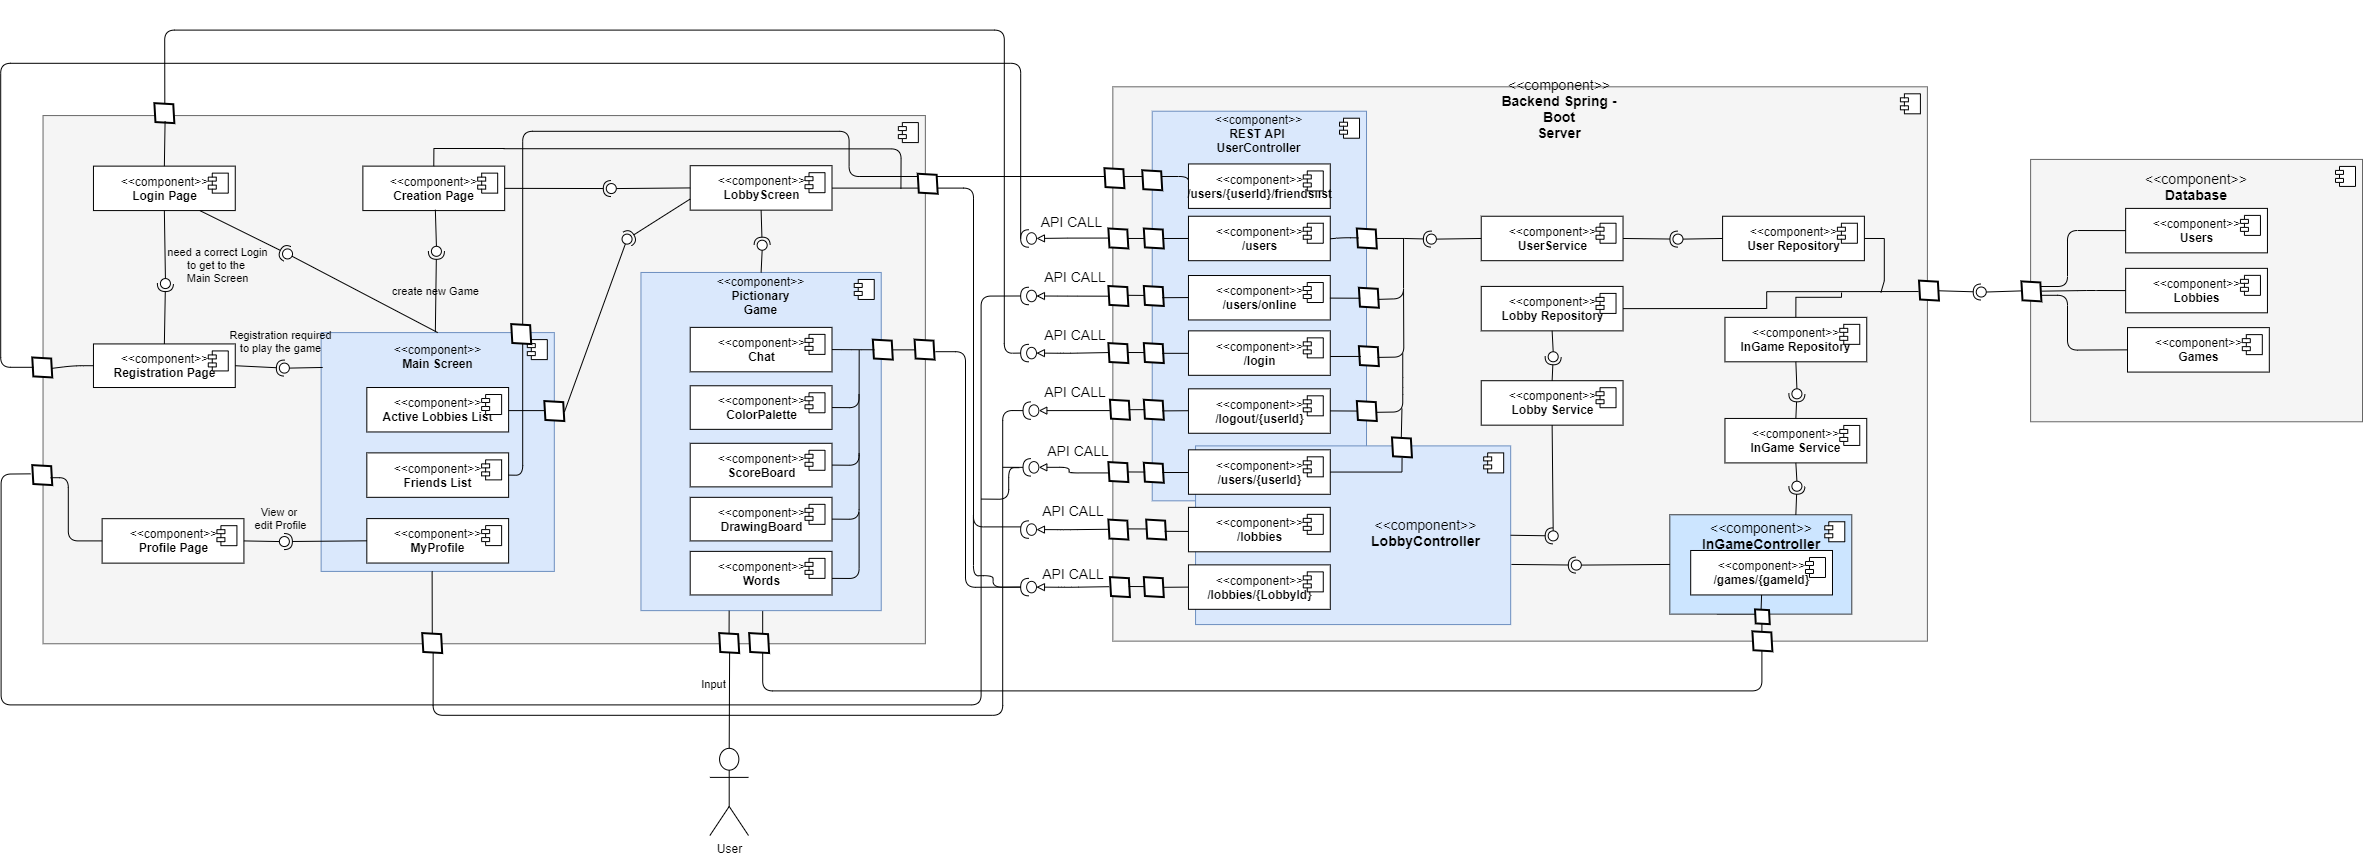 <<component>>
Login Page
<<component>>
Creation Page
<<component>>
LobbyScreen
need a correct Login
to get to the
Main Screen
create new Game
Registration required
to play the game
<<component>>
Registration Page
<<component>>
Main Screen
<<component>>
Active Lobbies List
<<component>>
Friends List
<<component>>
MyProfile
View or
edit Profile
<<component>>
Profile Page
<<component>>
Pictionary
Game
<<component>>
Chat
<<component>>
ColorPalette
<<component>>
ScoreBoard
<<component>>
DrawingBoard
<<component>>
Words
Input
User
API CALL
API CALL
API CALL
API CALL
API CALL
API CALL
API CALL
<<component>>
Backend Spring -
Boot
Server
<<component>>
REST API
UserController
<<component>>
/users/{userId}/friendslist
<<component>>
/users
<<component>>
/users/online
<<component>>
/login
<<component>>
/logout/{userId}
<<component>>
/users/{userId}
<<component>>
/lobbies
<<component>>
/lobbies/{LobbyId}
<<component>>
LobbyController
<<component>>
UserService
<<component>>
User Repository
<<component>>
Lobby Repository
<<component>>
InGame Repository
<<component>>
Lobby Service
<<component>>
InGame Service
<<component>>
InGameController
<<component>>
/games/{gameId}
<<component>>
Database
<<component>>
Users
<<component>>
Lobbies
<<component>>
Games